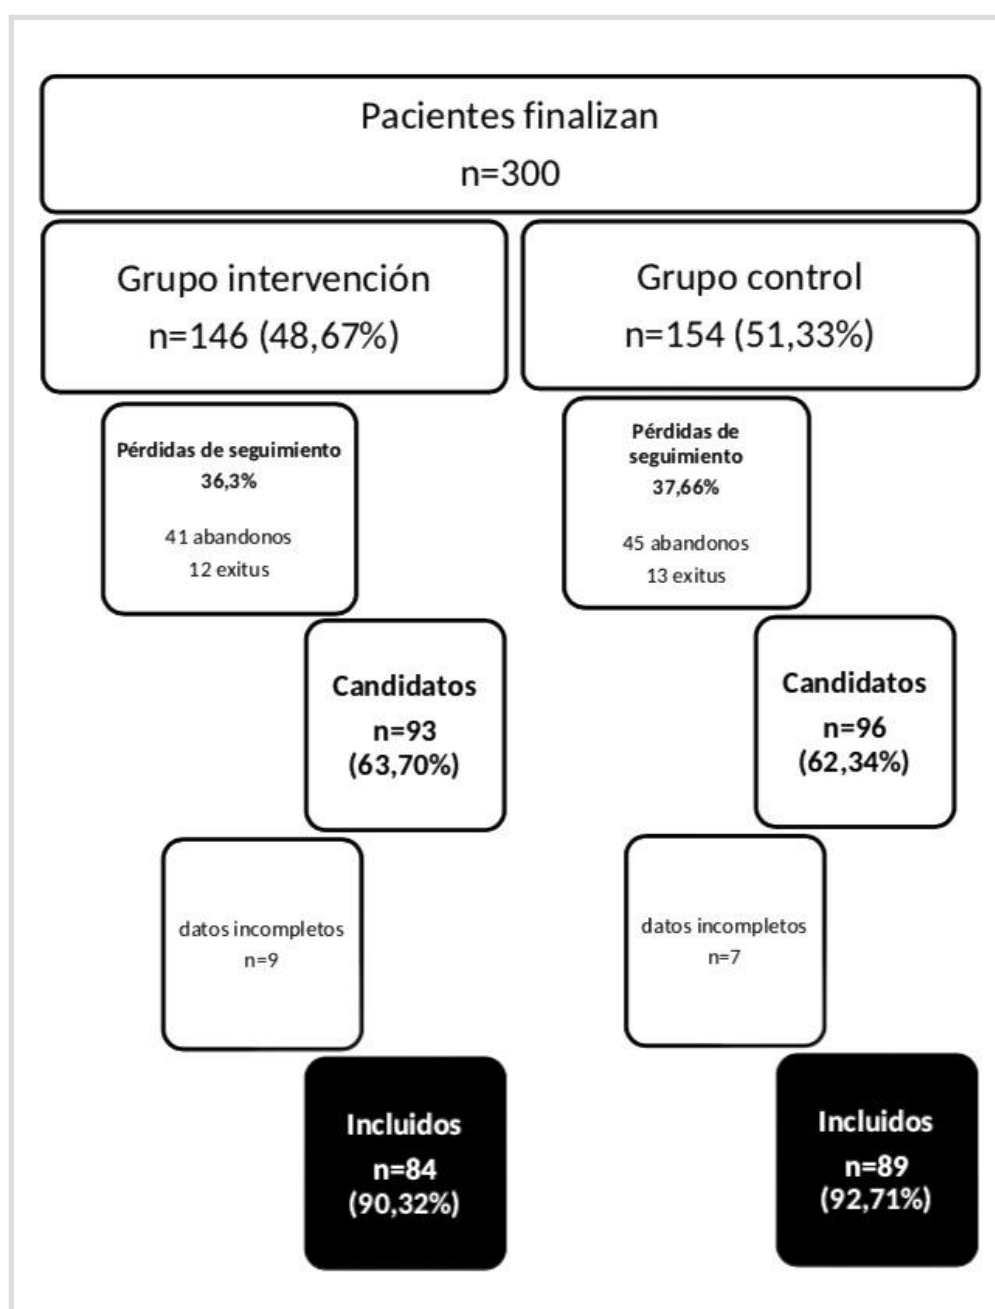 Pacientes finalizan
n=300
Grupo intervención
n=146 (48,67%)
Grupo control
n=154 (51,33%)
Pérdidas de seguimiento
36,3%
41 abandonos
12 exitus
Pérdidas de
seguimiento
37,66%
45 abandonos
13 exitus
Candidatos
n=93
(63,70%)
Candidatos
n=96
(62,34%)
datos incompletos
n=9
datos incompletos
n=7
Incluidos
n=84
(90,32%)
Incluidos
n=89
(92,71%)